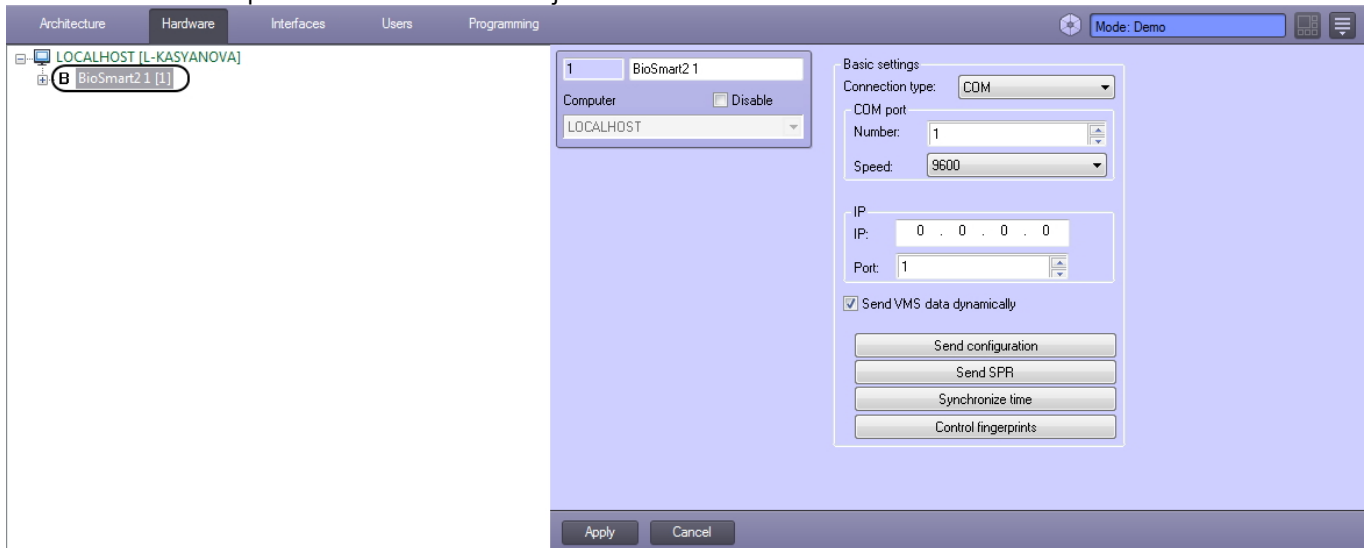 Architecture Hardware Interfaces Users Programming Mode: Demo
LOCALHOST [L-KASYANOVA]
B BioSmart2 1 [1]
1 BioSmart2 1
Computer Disable
LOCALHOST
Basic settings
Connection type: COM
COM port
Number: 1
Speed: 9600
IP
IP: 0 . 0 . 0 . 0
Port: 1
Send VMS data dynamically
Send configuration
Send SPR
Synchronize time
Control fingerprints
Apply Cancel